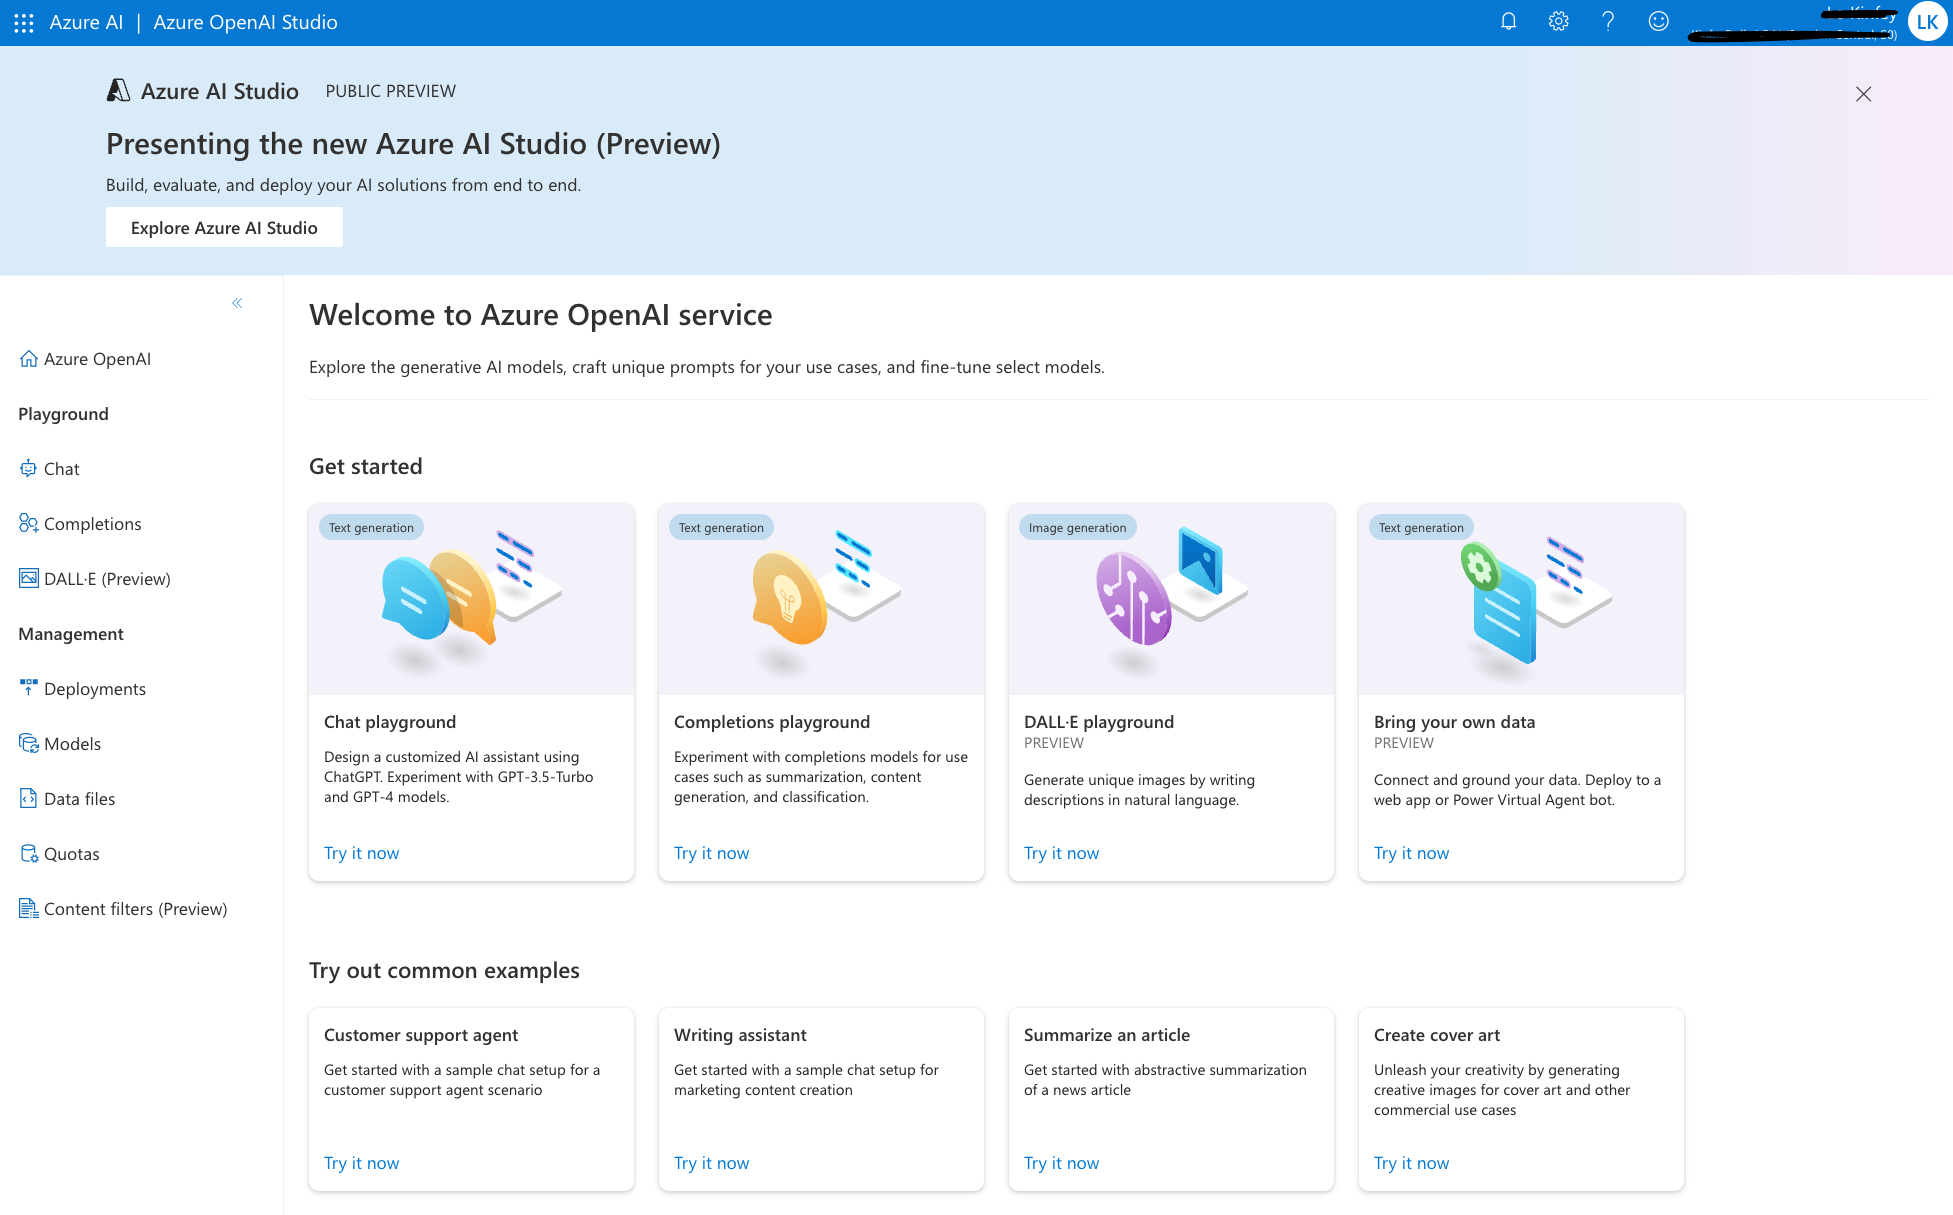 Azure AI | Azure OpenAI Studio
LK
Azure AI Studio PUBLIC PREVIEW
Presenting the new Azure AI Studio (Preview)
Build, evaluate, and deploy your AI solutions from end to end.
Explore Azure AI Studio
Azure OpenAI
Playground
Chat
Completions
DALL·E (Preview)
Management
Deployments
Models
Data files
Quotas
Content filters (Preview)
Welcome to Azure OpenAI service
Explore the generative AI models, craft unique prompts for your use cases, and fine-tune select models.
Get started
Text generation
Chat playground
Design a customized AI assistant using
ChatGPT. Experiment with GPT-3.5-Turbo
and GPT-4 models.
Try it now
Text generation
Completions playground
Experiment with completions models for use
cases such as summarization, content
generation, and classification.
Try it now
Image generation
DALL·E playground
PREVIEW
Generate unique images by writing
descriptions in natural language.
Try it now
Text generation
Bring your own data
PREVIEW
Connect and ground your data. Deploy to a
web app or Power Virtual Agent bot.
Try it now
Try out common examples
Customer support agent
Get started with a sample chat setup for a
customer support agent scenario
Try it now
Writing assistant
Get started with a sample chat setup for
marketing content creation
Try it now
Summarize an article
Get started with abstractive summarization
of a news article
Try it now
Create cover art
Unleash your creativity by generating
creative images for cover art and other
commercial use cases
Try it now